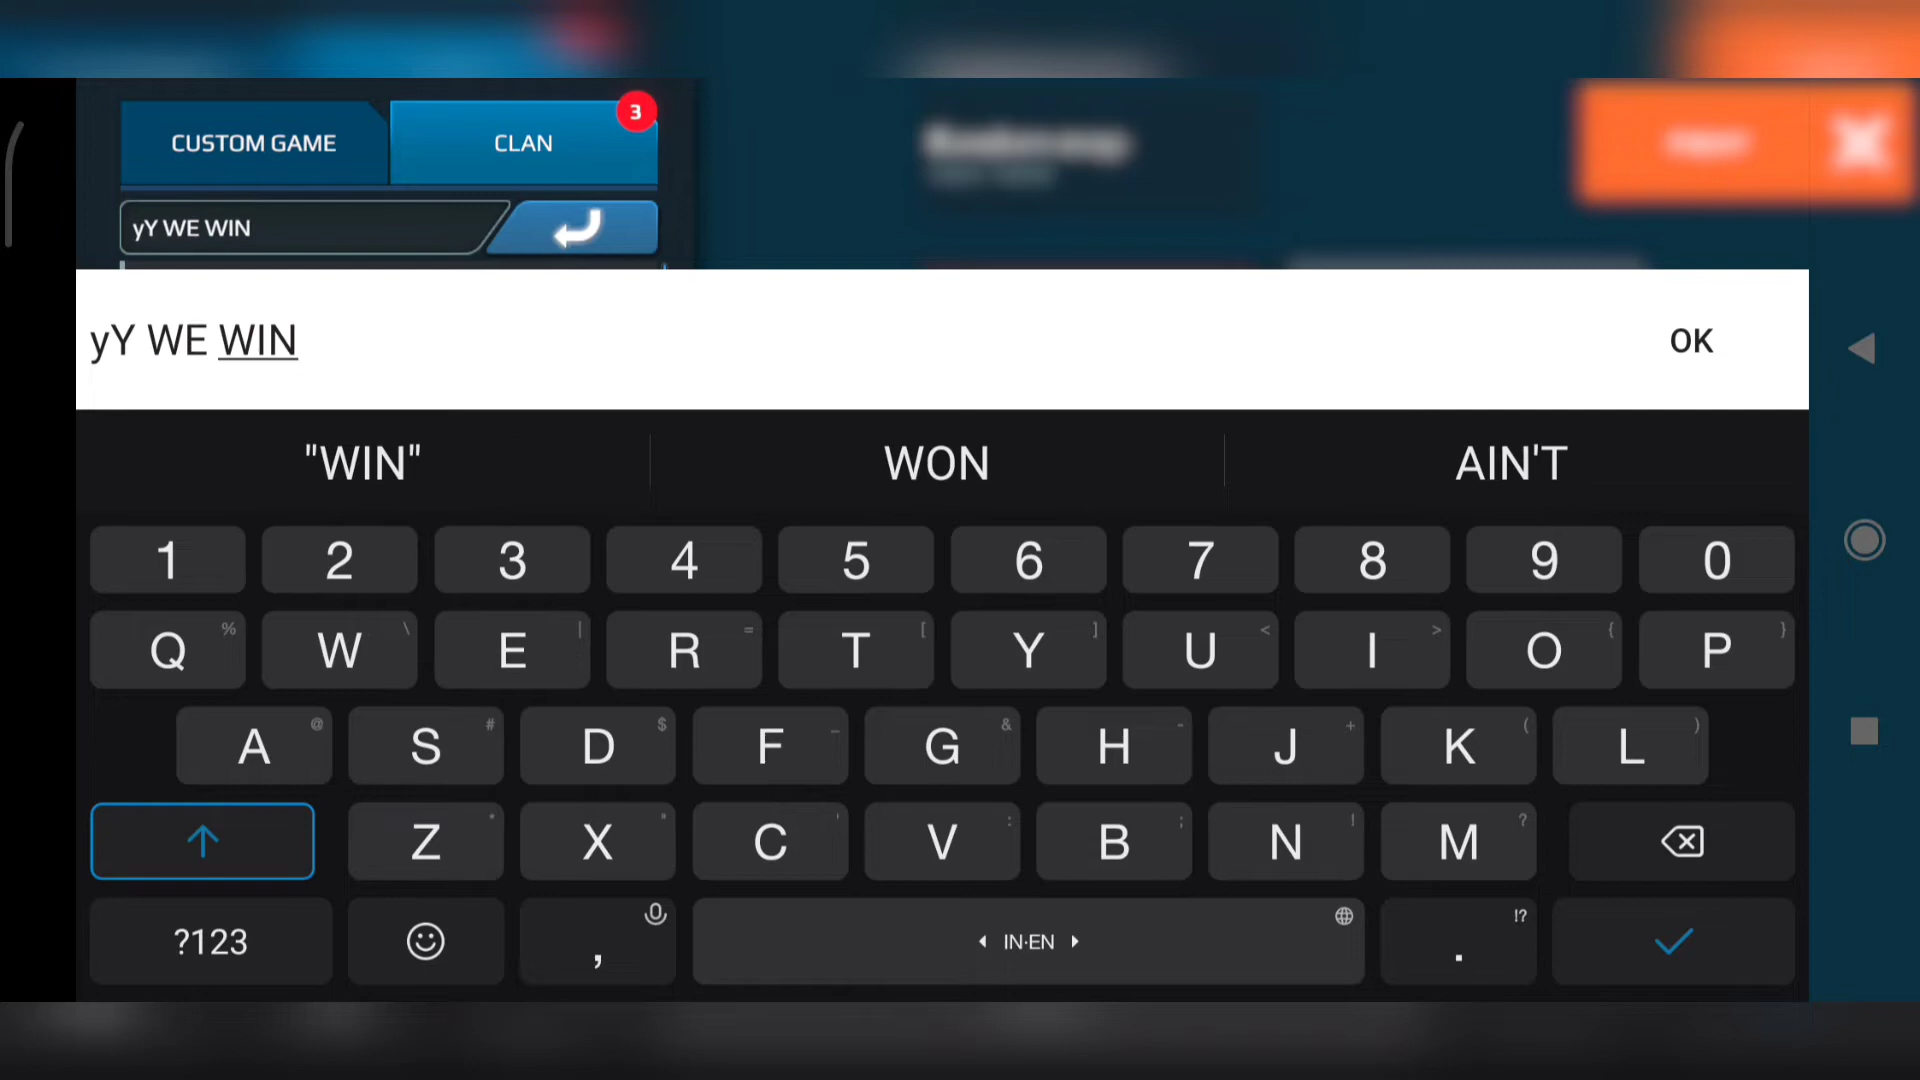 CUSTOM GAME
CLAN
3
yY WE WIN
yY WE WIN
OK
"WIN"
WON
AIN'T
1 2 3 4 5 6 7 8 9 0
% \ | = [ ] < > { }
Q W E R T Y U I O P
@ # $ _ & - + ( )
A S D F G H J K L
* " ' : ; ! ?
Z X C V B N M
?123
,
IN·EN
!?
.